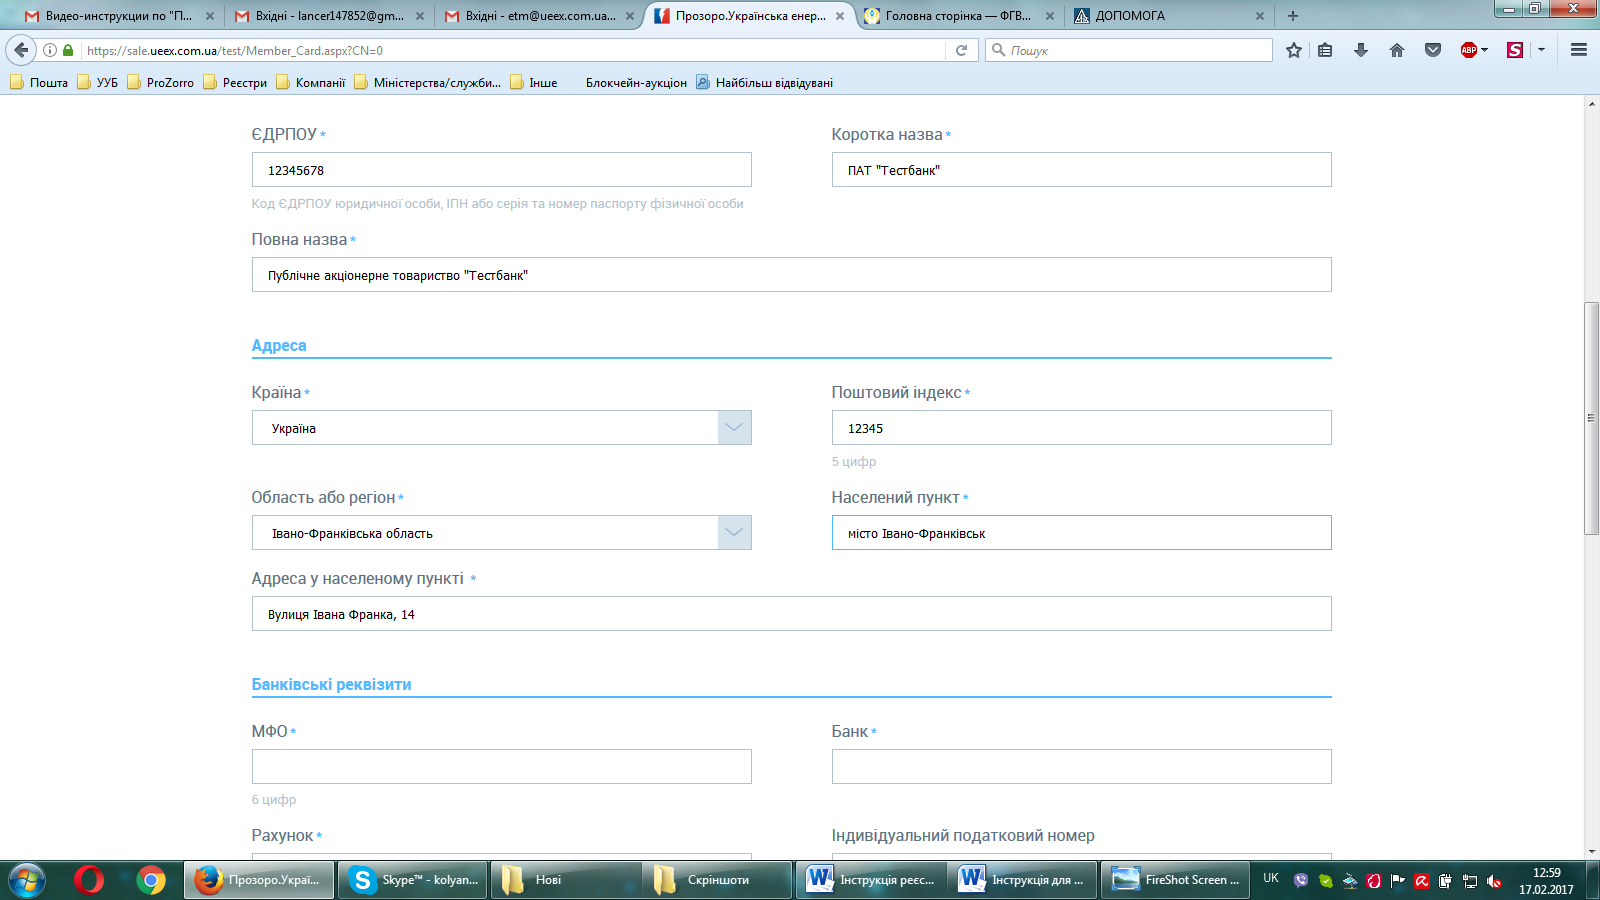 Видео-инструкции по "П...
Вхідні - lancer147852@gm...
Вхідні - etm@ueex.com.ua...
Прозоро.Українська енер...
Головна сторінка — ФГВ...
ДОПОМОГА
https://sale.ueex.com.ua/test/Member_Card.aspx?CN=0
Пошук
ABP
S
Пошта
УУБ
ProZorro
Реєстри
Компанії
Міністерства/служби...
Інше
Блокчейн-аукціон
Найбільш відвідувані
ЄДРПОУ *
Коротка назва *
12345678
ПАТ "Тестбанк"
Код ЄДРПОУ юридичної особи, ІПН або серія та номер паспорту фізичної особи
Повна назва *
Публічне акціонерне товариство "Тестбанк"
Адреса
Країна *
Поштовий індекс *
Україна
12345
5 цифр
Область або регіон *
Населений пункт *
Івано-Франківська область
місто Івано-Франківськ
Адреса у населеному пункті *
Вулиця Івана Франка, 14
Банківські реквізити
МФО *
Банк *
6 цифр
Рахунок *
Індивідуальний податковий номер
Прозоро.Украї...
Skype™ - kolyan...
Нові
Скріншоти
Інструкція реєс...
Інструкція для ...
FireShot Screen ...
UK
12:59
17.02.2017